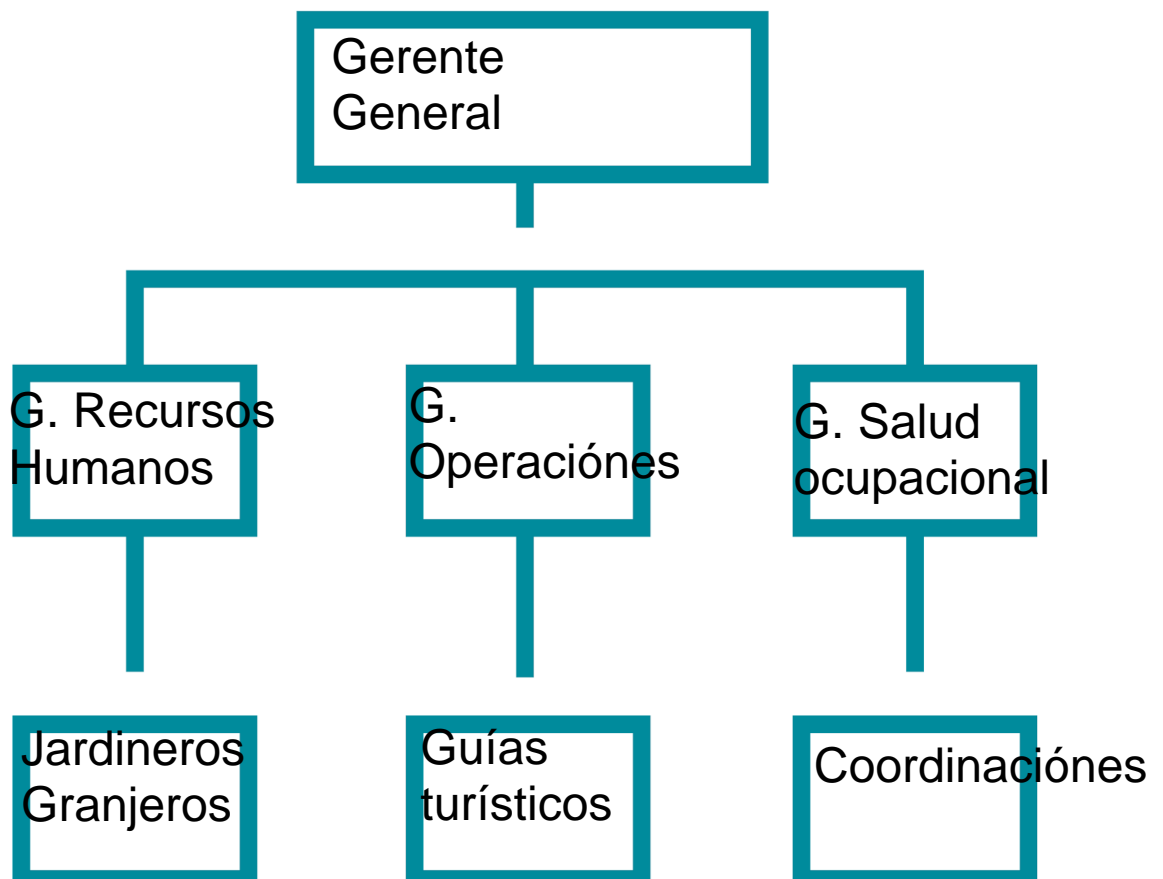 Gerente
General
G. Recursos
Humanos
G.
Operaciónes
G. Salud
ocupacional
Jardineros
Granjeros
Guías
turísticos
Coordinaciónes